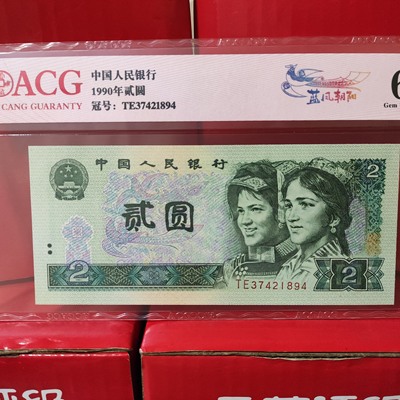 ACG
CANG GUARANTY
中国人民银行
1990年贰圆
冠号：TE37421894
蓝凤朝阳
6
Gem
中国人民银行
贰圆
2
2
2
TE37421894